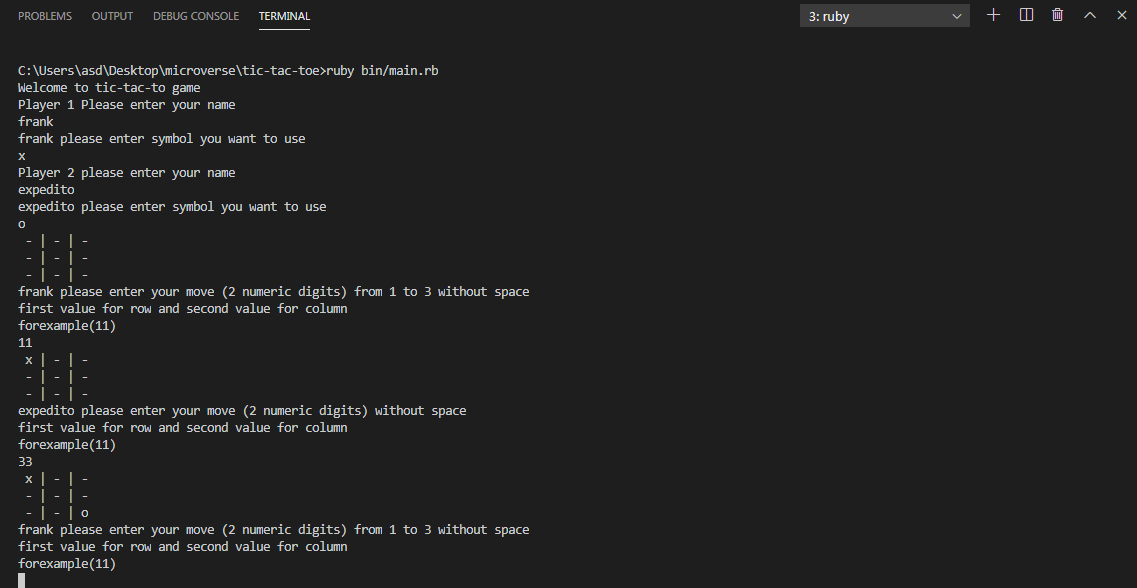 PROBLEMS OUTPUT DEBUG CONSOLE TERMINAL 3: ruby
C:\Users\asd\Desktop\microverse\tic-tac-toe>ruby bin/main.rb
Welcome to tic-tac-to game
Player 1 Please enter your name
frank
frank please enter symbol you want to use
x
Player 2 please enter your name
expedito
expedito please enter symbol you want to use
o
- | - | -
- | - | -
- | - | -
frank please enter your move (2 numeric digits) from 1 to 3 without space
first value for row and second value for column
forexample(11)
11
x | - | -
- | - | -
- | - | -
expedito please enter your move (2 numeric digits) without space
first value for row and second value for column
forexample(11)
33
x | - | -
- | - | -
- | - | o
frank please enter your move (2 numeric digits) from 1 to 3 without space
first value for row and second value for column
forexample(11)